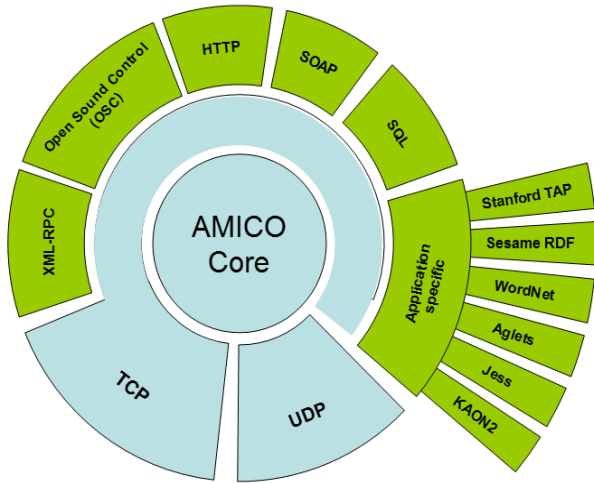 HTTP
SOAP
Open Sound Control
(OSC)
SQL
XML-RPC
AMICO
Core
Application
specific
Stanford TAP
Sesame RDF
WordNet
Aglets
Jess
KAON2
TCP
UDP